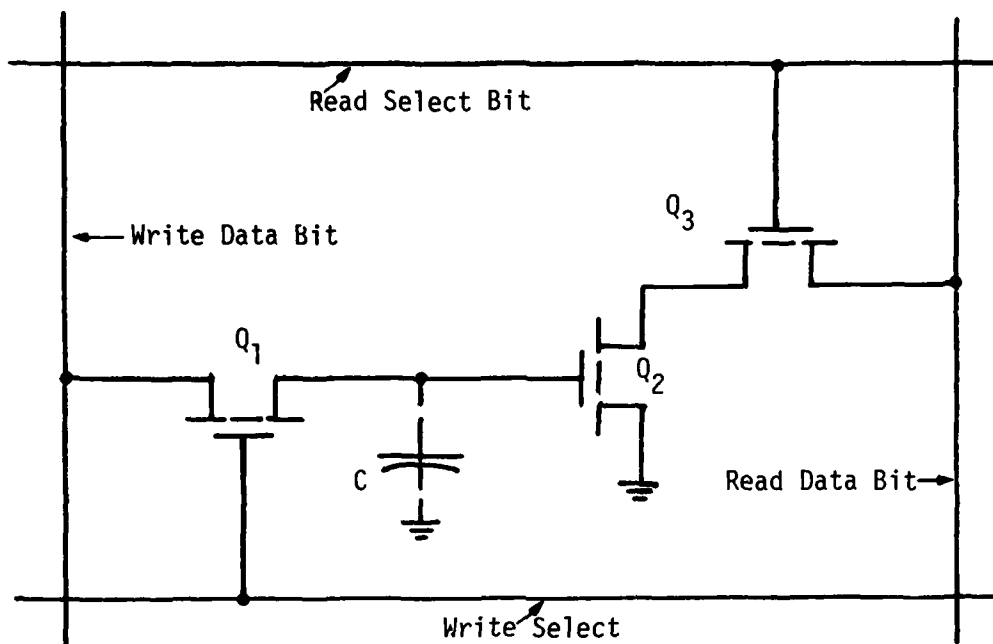 Read Select Bit
Q3
Write Data Bit
Q1
Q2
C
Read Data Bit
Write Select